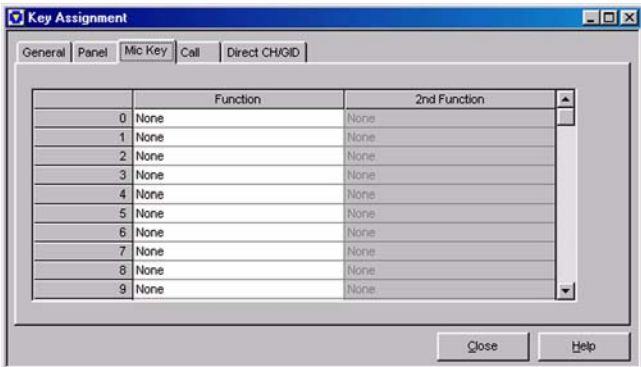 Key Assignment
General Panel Mic Key Call Direct CH/GID
Function 2nd Function
0 None None
1 None None
2 None None
3 None None
4 None None
5 None None
6 None None
7 None None
8 None None
9 None None
Close Help